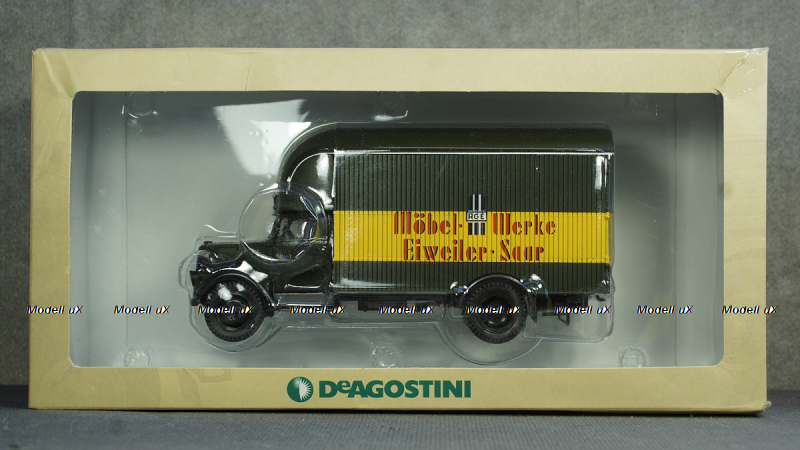 Möbel- AGE Werke
Eiweiler·Saar
Modell uX Modell uX Modell uX Modell uX Modell uX Modell uX Modell uX Modell uX Modell uX
DeAGOSTINI